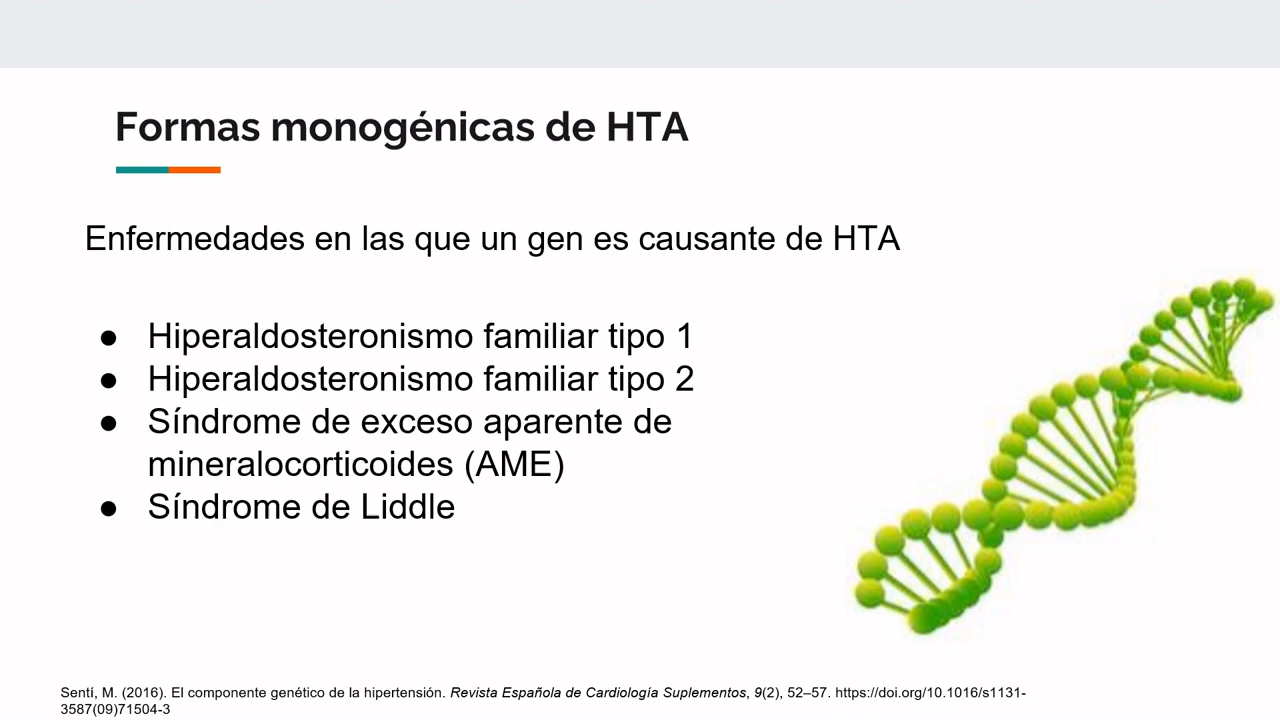 Formas monogénicas de HTA
Enfermedades en las que un gen es causante de HTA
● Hiperaldosteronismo familiar tipo 1
● Hiperaldosteronismo familiar tipo 2
● Síndrome de exceso aparente de
mineralocorticoides (AME)
● Síndrome de Liddle
Sentí, M. (2016). El componente genético de la hipertensión. Revista Española de Cardiología Suplementos, 9(2), 52–57. https://doi.org/10.1016/s1131-
3587(09)71504-3